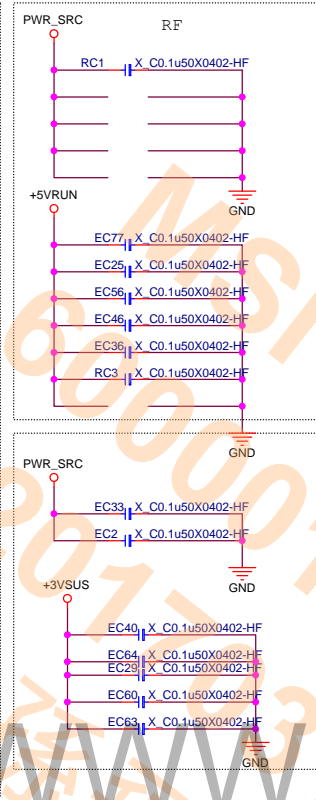 PWR_SRC
RF
RC1 X_C0.1u50X0402-HF
GND
+5VRUN
EC77 X_C0.1u50X0402-HF
EC25 X_C0.1u50X0402-HF
EC56 X_C0.1u50X0402-HF
EC46 X_C0.1u50X0402-HF
EC36 X_C0.1u50X0402-HF
RC3 X_C0.1u50X0402-HF
GND
PWR_SRC
EC33 X_C0.1u50X0402-HF
EC2 X_C0.1u50X0402-HF
GND
+3VSUS
EC40 X_C0.1u50X0402-HF
EC64 X_C0.1u50X0402-HF
EC29 X_C0.1u50X0402-HF
EC60 X_C0.1u50X0402-HF
EC63 X_C0.1u50X0402-HF
GND